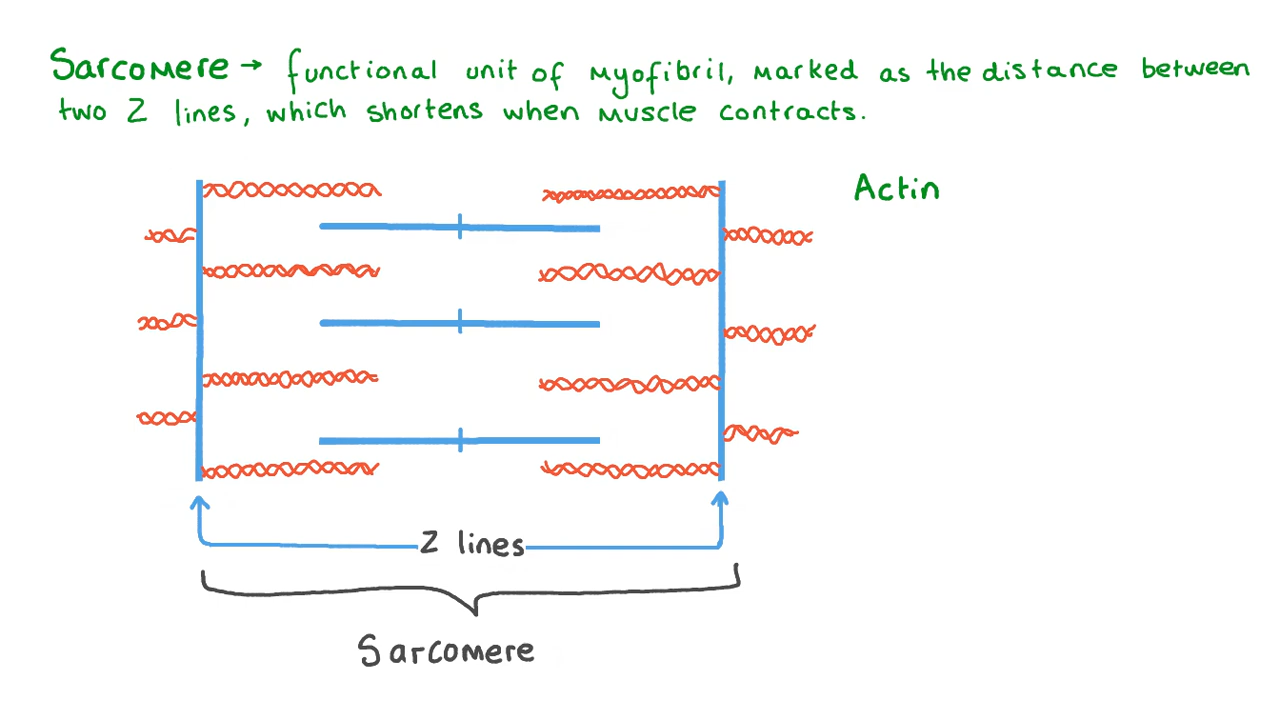 Sarcomere → functional unit of myofibril, marked as the distance between
two Z lines, which shortens when muscle contracts.
Actin
Z lines
Sarcomere